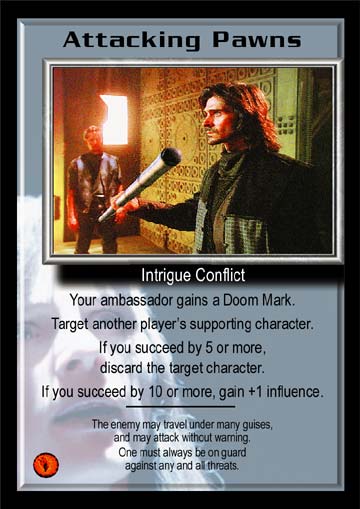 Attacking Pawns
Intrigue Conflict
Your ambassador gains a Doom Mark.
Target another player's supporting character.
If you succeed by 5 or more,
discard the target character.
If you succeed by 10 or more, gain +1 influence.
The enemy may travel under many guises,
and may attack without warning.
One must always be on guard
against any and all threats.